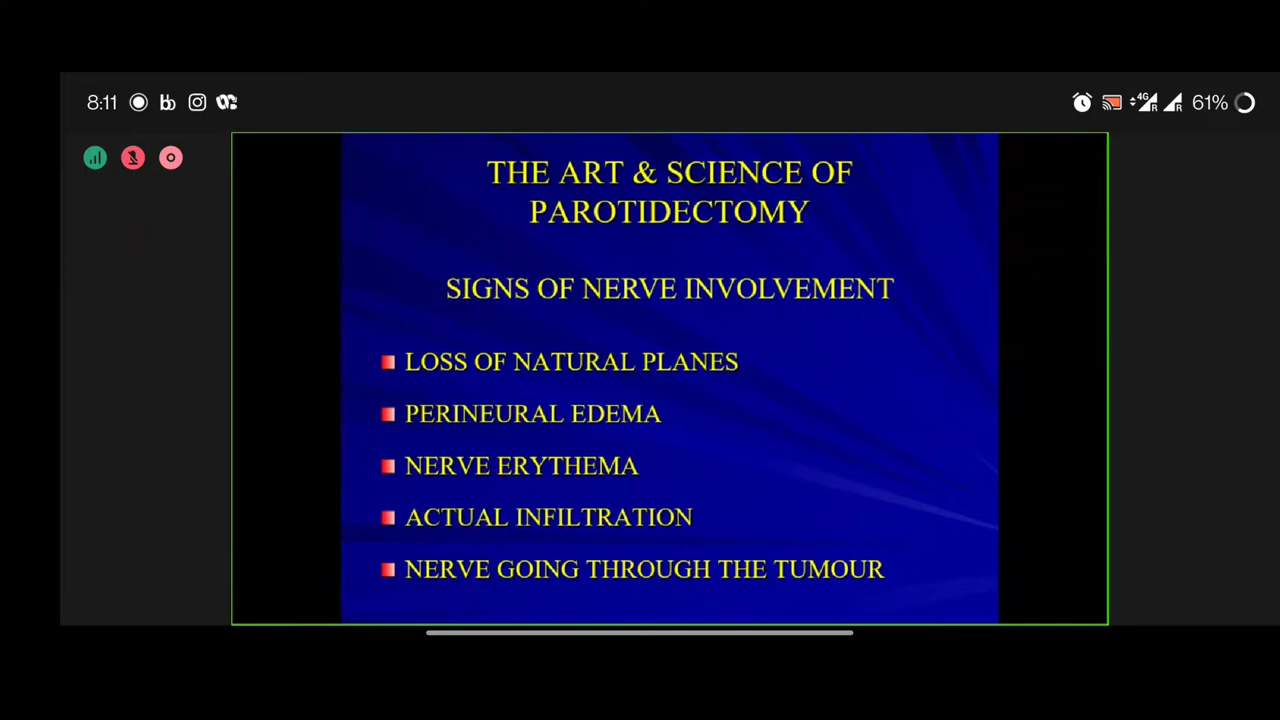 8:11
4G
R
R
61%
THE ART & SCIENCE OF
PAROTIDECTOMY
SIGNS OF NERVE INVOLVEMENT
LOSS OF NATURAL PLANES
PERINEURAL EDEMA
NERVE ERYTHEMA
ACTUAL INFILTRATION
NERVE GOING THROUGH THE TUMOUR